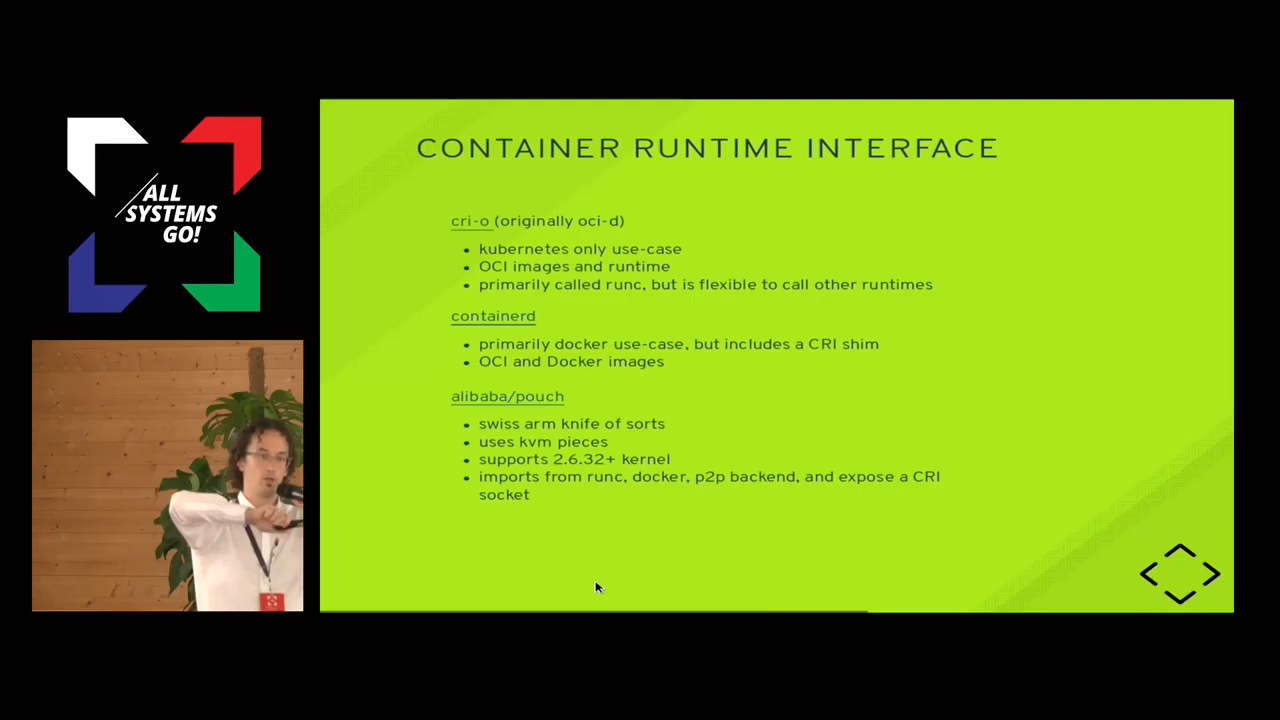 ALL
SYSTEMS
GO!
CONTAINER RUNTIME INTERFACE
cri-o (originally oci-d)
kubernetes only use-case
OCI images and runtime
primarily called runc, but is flexible to call other runtimes
containerd
primarily docker use-case, but includes a CRI shim
OCI and Docker images
alibaba/pouch
swiss arm knife of sorts
uses kvm pieces
supports 2.6.32+ kernel
imports from runc, docker, p2p backend, and expose a CRI
socket